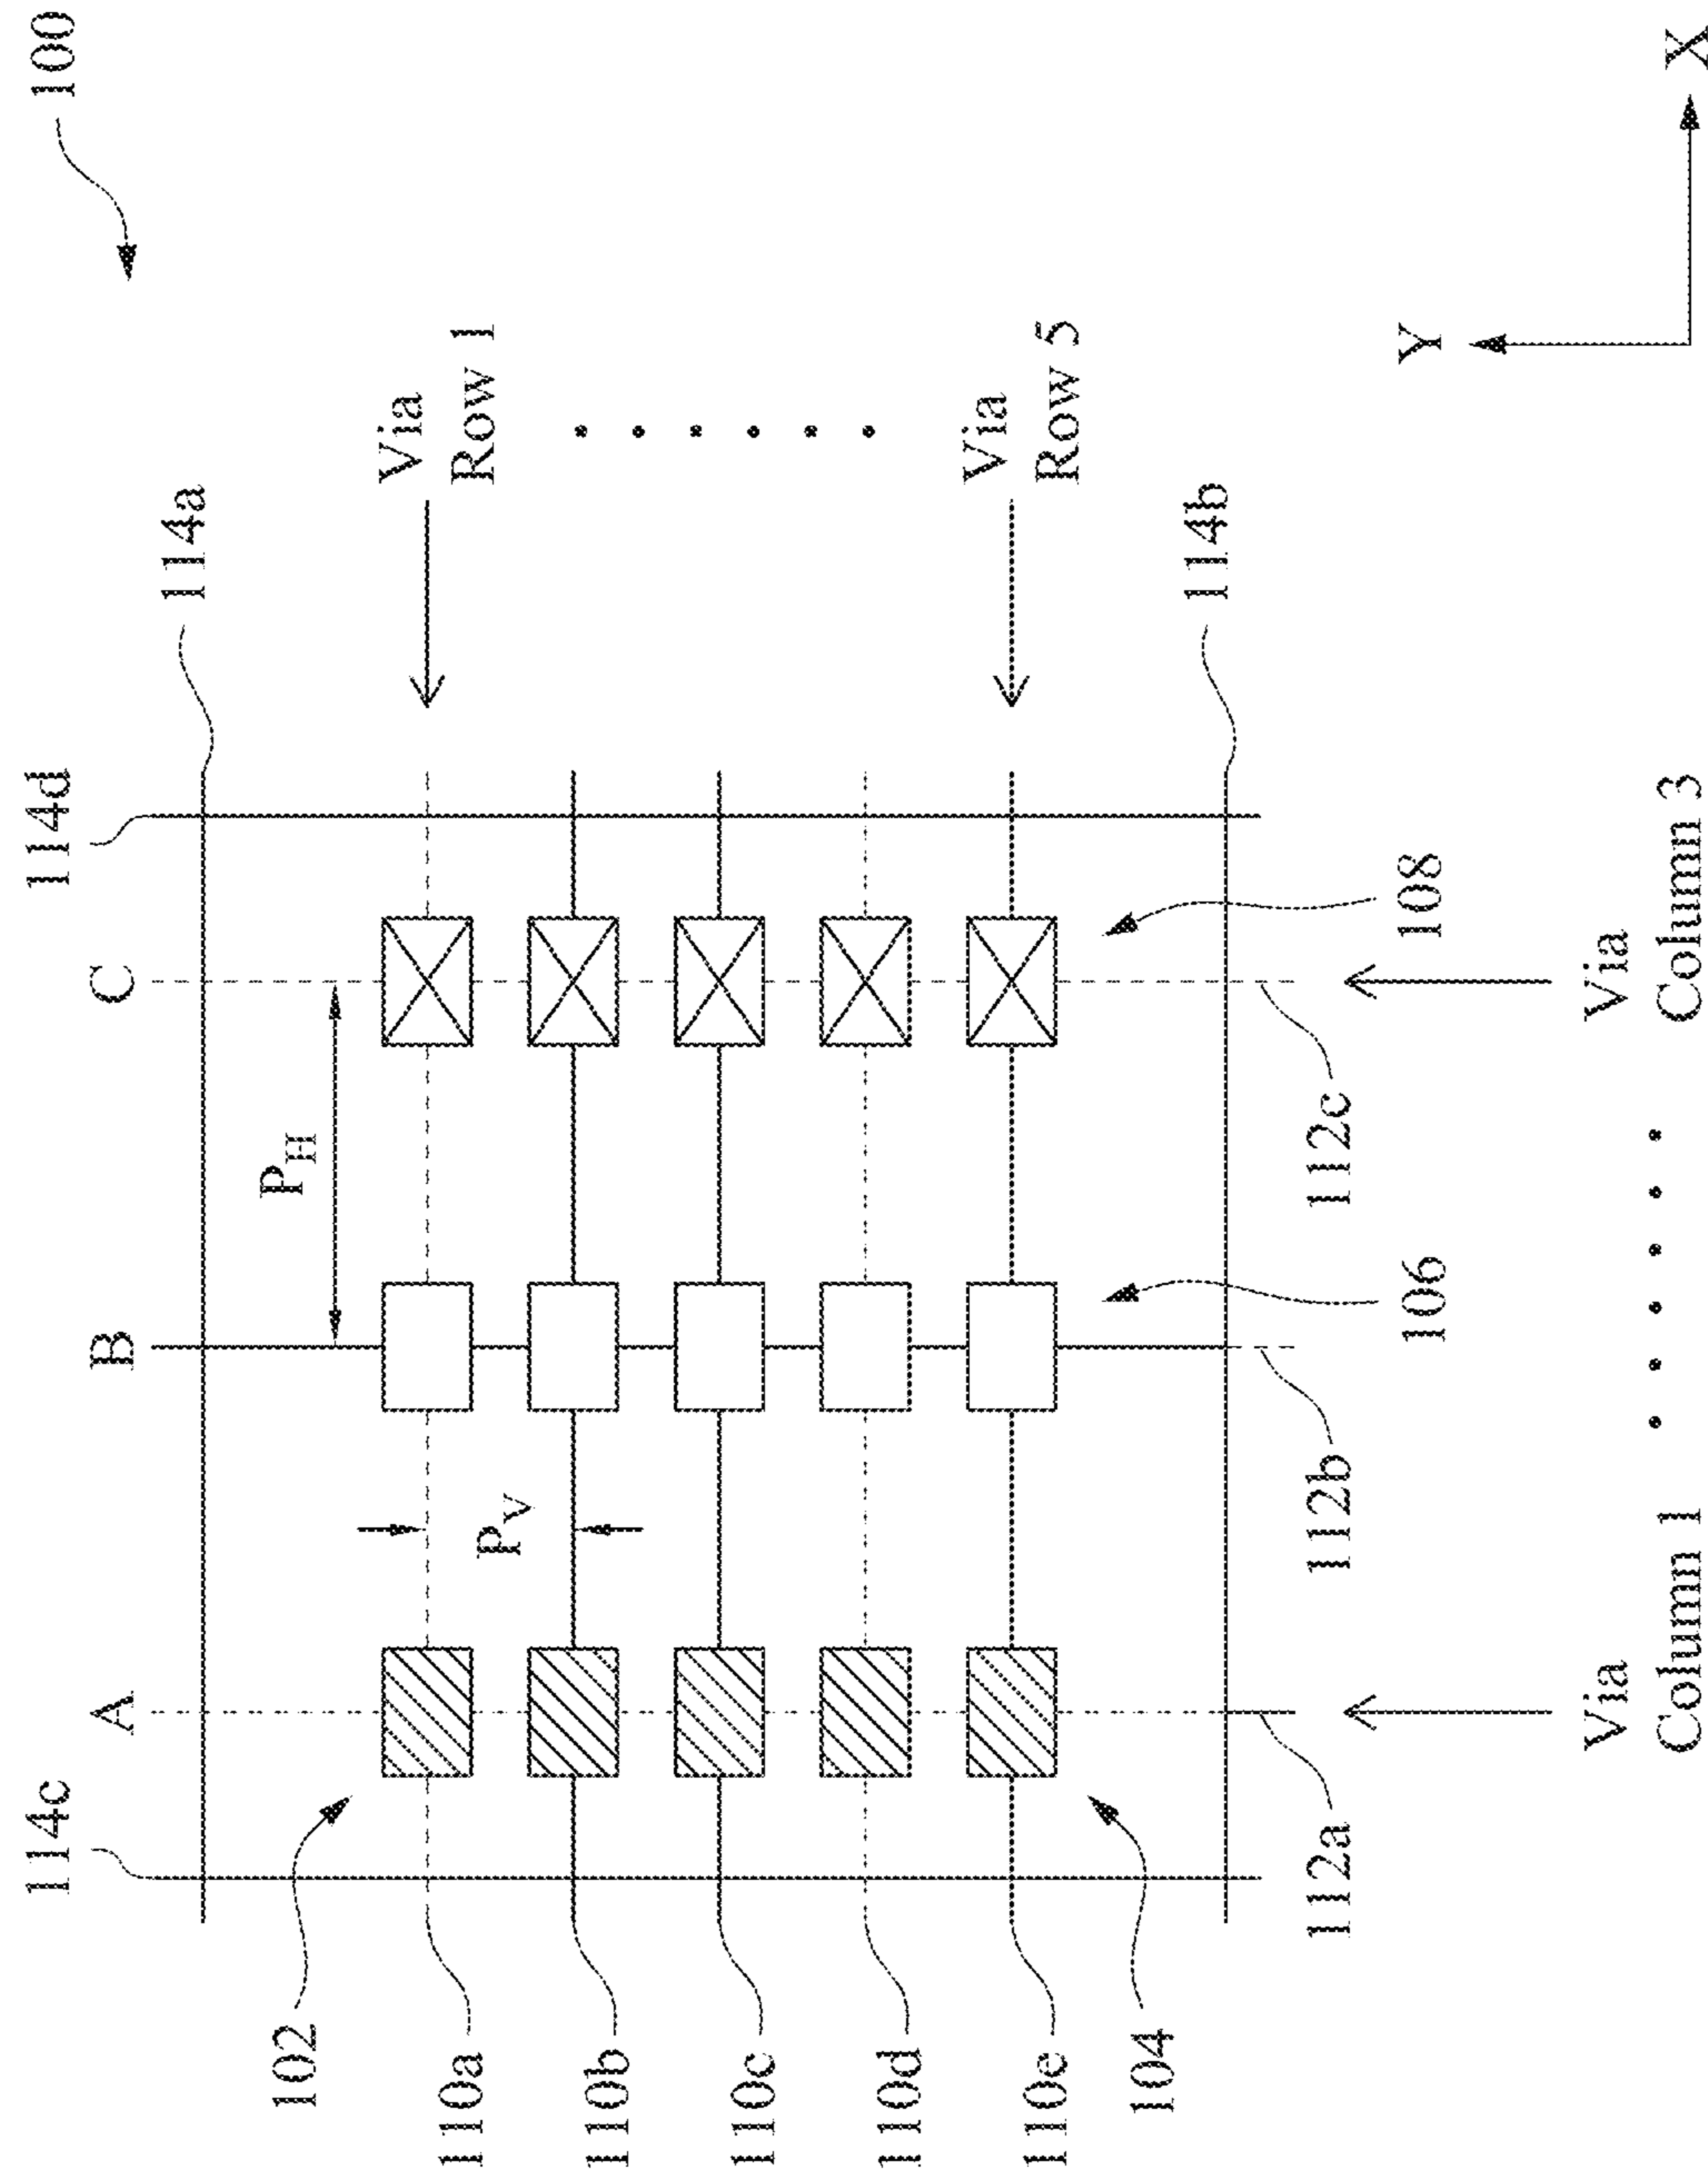 100
114c
114d
A
B
C
114a
P_H
102
Via
Row 1
110a
P_V
110b
110c
110d
Via
Row 5
110e
104
114b
112a
112b
112c
106
108
Y
X
Via
Column 1
Via
Column 3